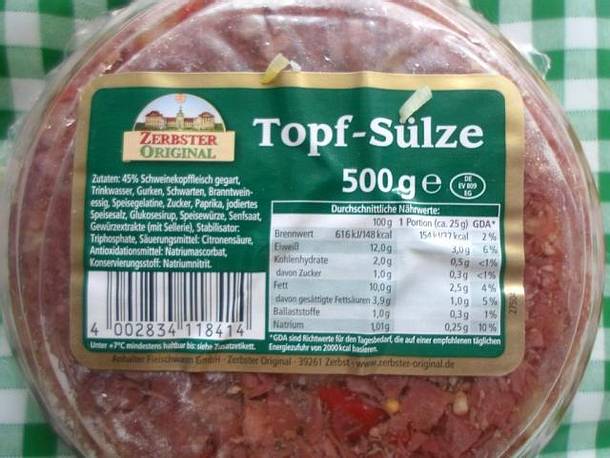 ZERBSTER
ORIGINAL
Topf-Sülze
500 g e
DE
EV 809
EG
Zutaten: 45% Schweinekopffleisch gegart,
Trinkwasser, Gurken, Schwarten, Branntwein-
essig, Speisegelatine, Zucker, Paprika, jodiertes
Speisesalz, Glukosesirup, Speisewürze, Senfsaat,
Gewürzextrakte (mit Sellerie), Stabilisator:
Triphosphate, Säuerungsmittel: Citronensäure,
Antioxidationsmittel: Natriumascorbat,
Konservierungsstoff: Natriumnitrit.
4 002834 118414
Unter +7°C mindestens haltbar bis: siehe Zusatzetikett.
Durchschnittliche Nährwerte:
100g 1 Portion (ca. 25g) GDA*
Brennwert 616 kJ/148 kcal 154 kJ/37 kcal 2%
Eiweiß 12,0g 3,0g 6%
Kohlenhydrate 2,0g 0,5g <1%
davon Zucker 1,0g 0,3g <1%
Fett 10,0g 2,5g 4%
davon gesättigte Fettsäuren 3,9g 1,0g 5%
Ballaststoffe 1,0g 0,3g 1%
Natrium 1,01g 0,25g 10%
*GDA sind Richtwerte für den Tagesbedarf, die auf einer empfohlenen täglichen
Energiezufuhr von 2000kcal basieren.
Anhalter Fleischwaren GmbH · Zerbster Original · 39261 Zerbst · www.zerbster-original.de